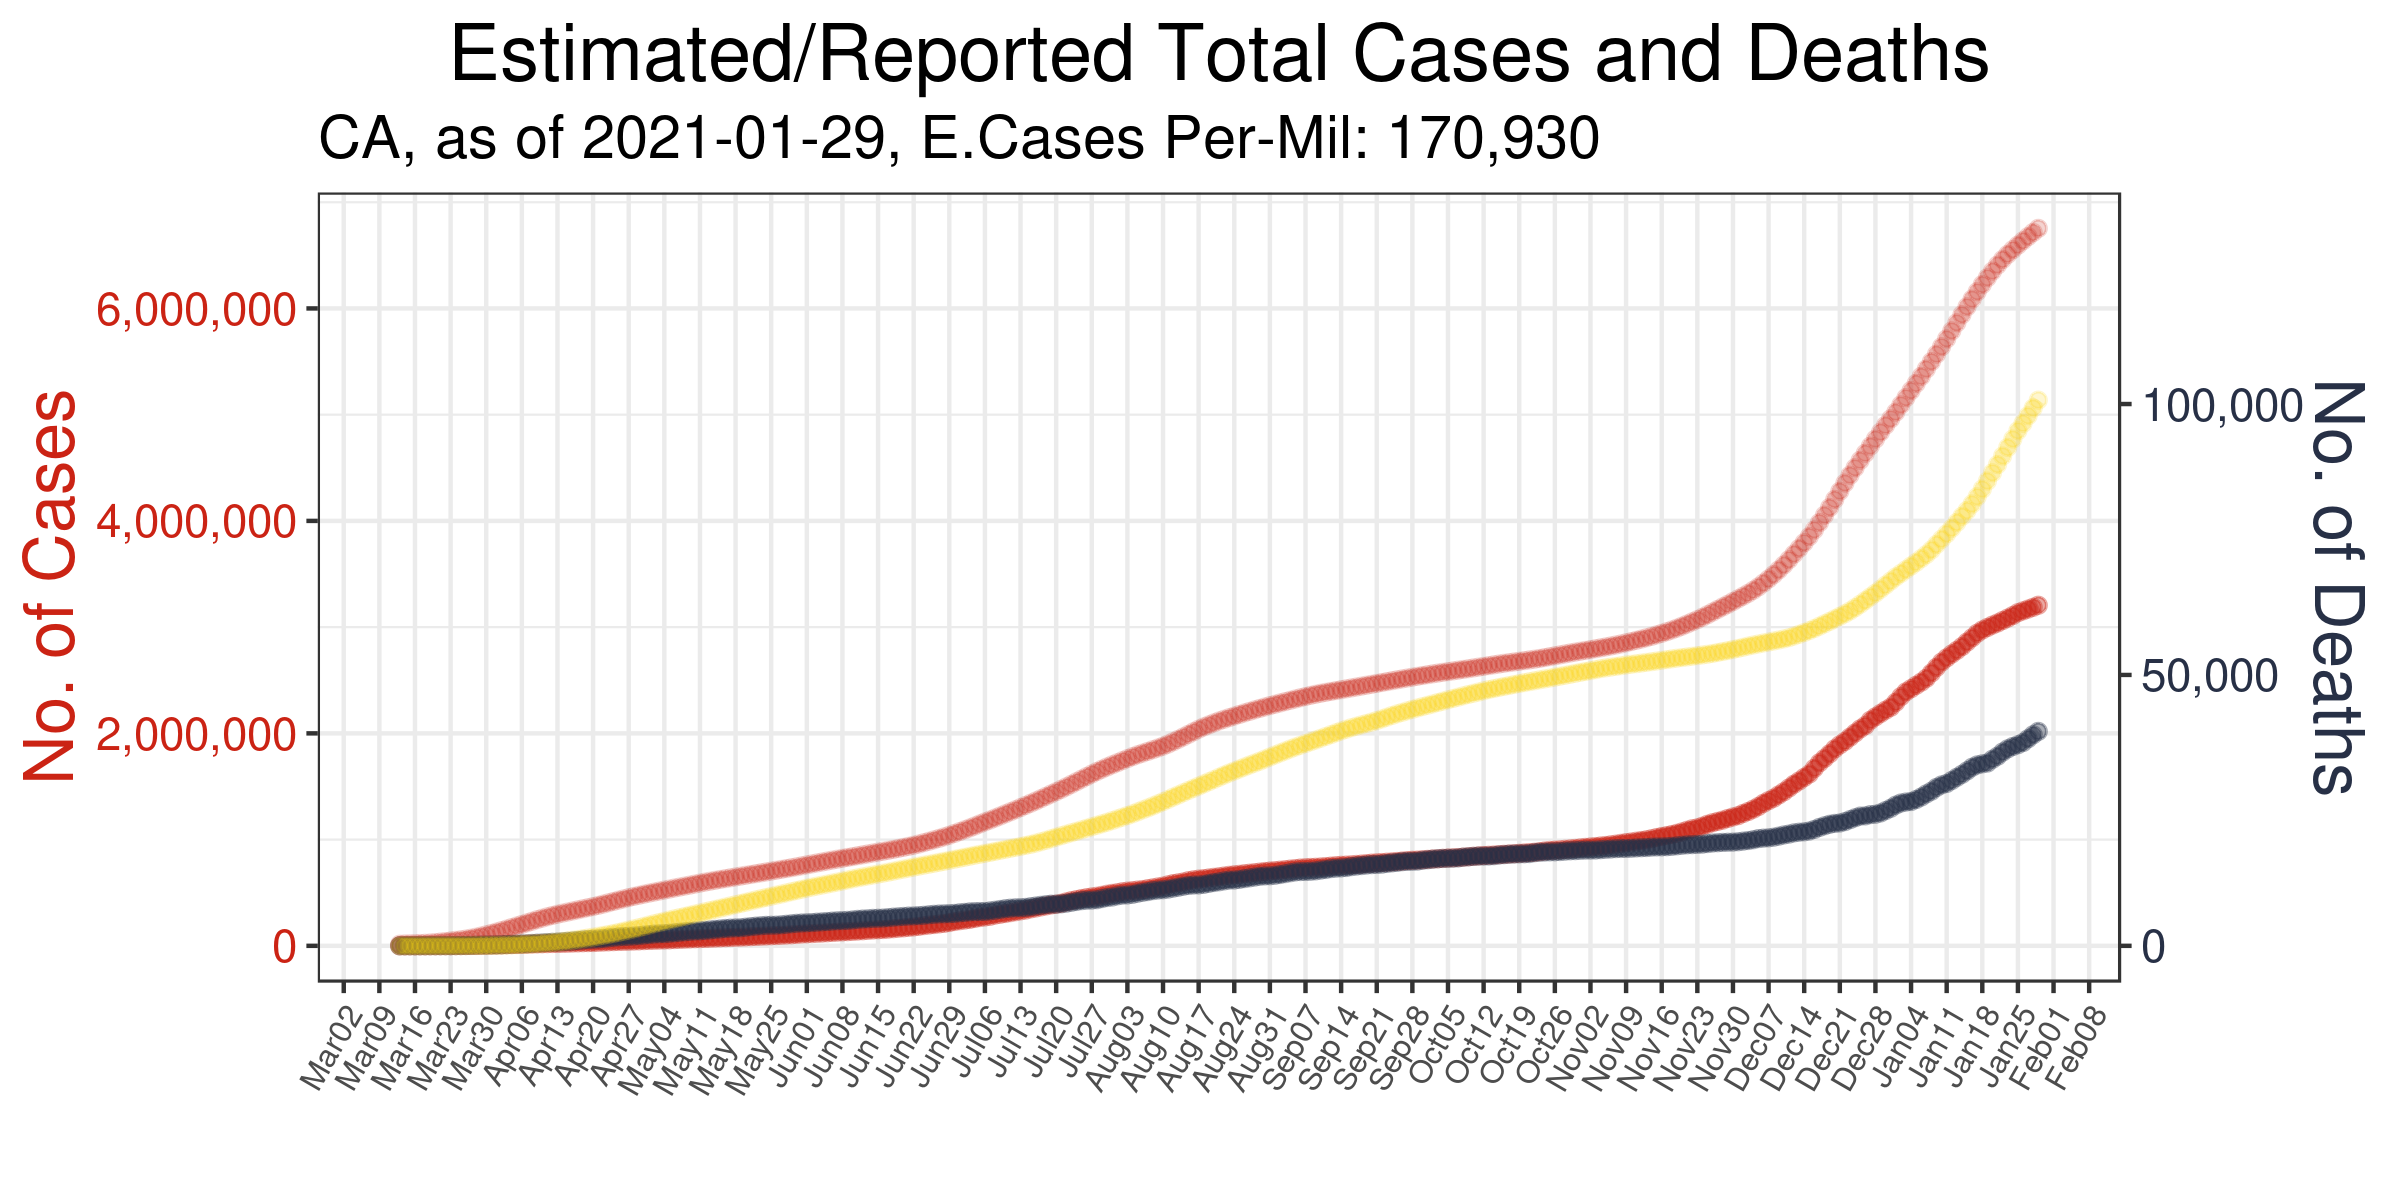 Estimated/Reported Total Cases and Deaths
CA, as of 2021-01-29, E.Cases Per-Mil: 170,930
No. of Cases
6,000,000
4,000,000
2,000,000
0
100,000
50,000
0
No. of Deaths
Mar02
Mar09
Mar16
Mar23
Mar30
Apr06
Apr13
Apr20
Apr27
May04
May11
May18
May25
Jun01
Jun08
Jun15
Jun22
Jun29
Jul06
Jul13
Jul20
Jul27
Aug03
Aug10
Aug17
Aug24
Aug31
Sep07
Sep14
Sep21
Sep28
Oct05
Oct12
Oct19
Oct26
Nov02
Nov09
Nov16
Nov23
Nov30
Dec07
Dec14
Dec21
Dec28
Jan04
Jan11
Jan18
Jan25
Feb01
Feb08